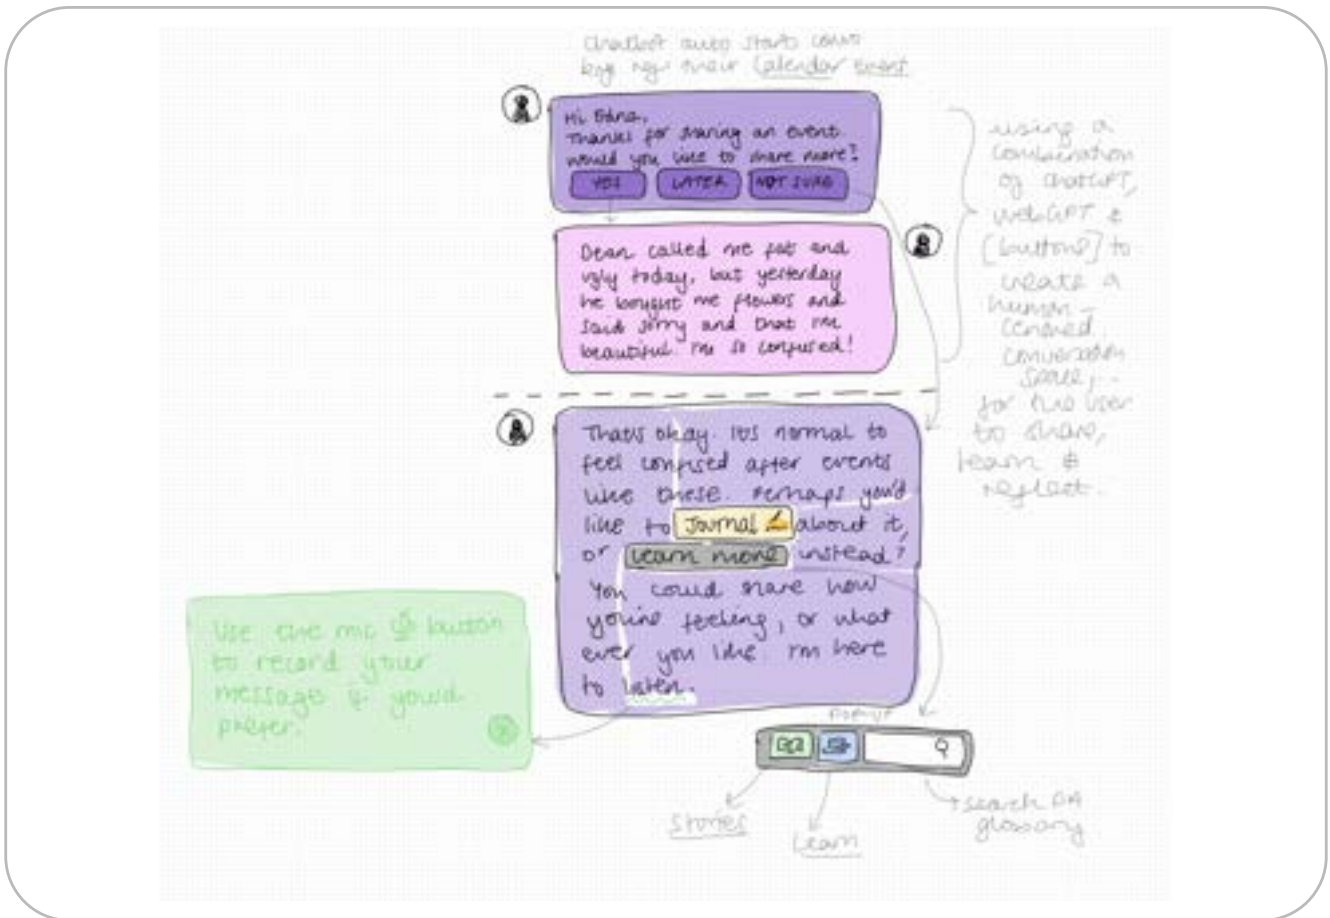 Chatbot auto starts convo
regarding their Calendar Event
Hi Edna,
Thanks for sharing an event.
Would you like to share more?
YES LATER NOT SURE
Dean called me fat and
ugly today, but yesterday
he bought me flowers and
said sorry and that I'm
beautiful. I'm so confused!
using a
combination
of ChatGPT,
WebGPT &
[buttons] to
create a
human-
centred
conversation
space,..
for the user
to share,
learn &
reflect.
That's okay. It's normal to
feel confused after events
like these. Perhaps you'd
like to Journal about it,
or learn more instead?
You could share how
you're feeling, or what
ever you like. I'm here
to listen.
Use the mic button
to record your
message if you'd
prefer.
POP-UP
Stories
Learn
search DA
glossary